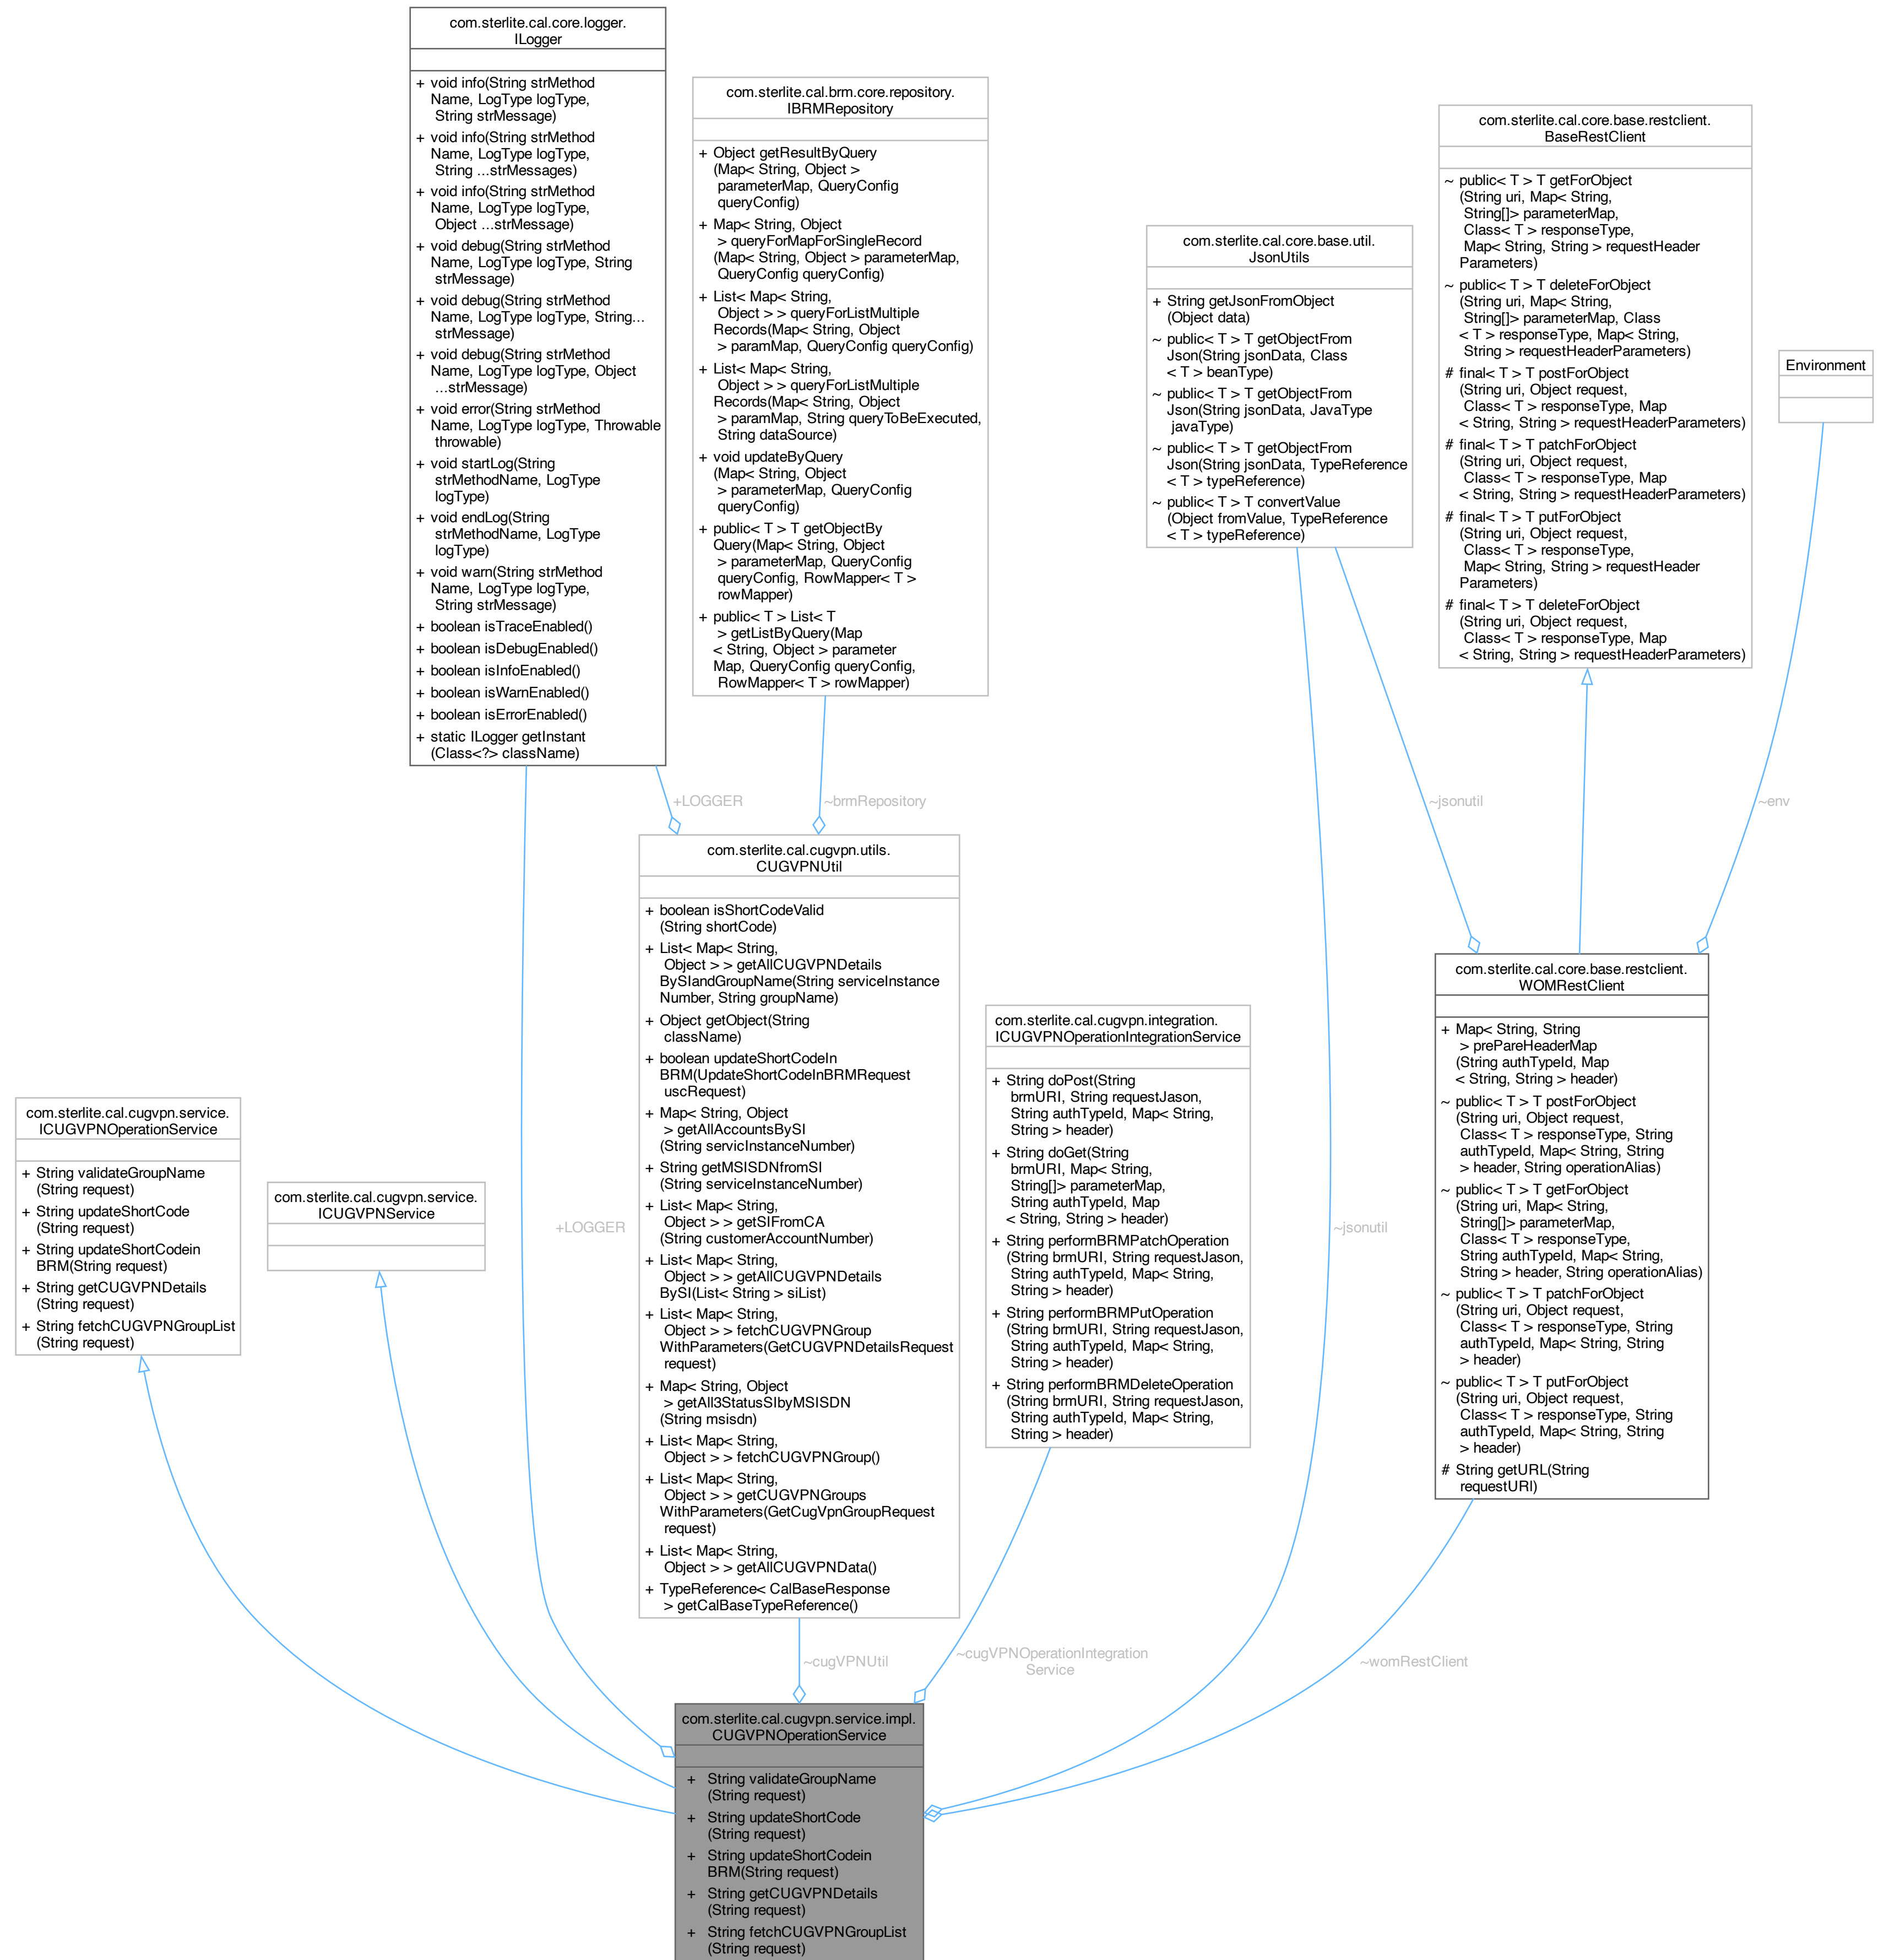 com.sterlite.cal.core.logger.
ILogger
+ void info(String strMethod
Name, LogType logType,
String strMessage)
+ void info(String strMethod
Name, LogType logType,
String ...strMessages)
+ void info(String strMethod
Name, LogType logType,
Object ...strMessage)
+ void debug(String strMethod
Name, LogType logType, String
strMessage)
+ void debug(String strMethod
Name, LogType logType, String...
strMessage)
+ void debug(String strMethod
Name, LogType logType, Object
...strMessage)
+ void error(String strMethod
Name, LogType logType, Throwable
throwable)
+ void startLog(String
strMethodName, LogType
logType)
+ void endLog(String
strMethodName, LogType
logType)
+ void warn(String strMethod
Name, LogType logType,
String strMessage)
+ boolean isTraceEnabled()
+ boolean isDebugEnabled()
+ boolean isInfoEnabled()
+ boolean isWarnEnabled()
+ boolean isErrorEnabled()
+ static ILogger getInstant
(Class<?> className)
com.sterlite.cal.brm.core.repository.
IBRMRepository
+ Object getResultByQuery
(Map< String, Object >
parameterMap, QueryConfig
queryConfig)
+ Map< String, Object
> queryForMapForSingleRecord
(Map< String, Object > parameterMap,
QueryConfig queryConfig)
+ List< Map< String,
Object > > queryForListMultiple
Records(Map< String, Object
> paramMap, QueryConfig queryConfig)
+ List< Map< String,
Object > > queryForListMultiple
Records(Map< String, Object
> paramMap, String queryToBeExecuted,
String dataSource)
+ void updateByQuery
(Map< String, Object
> parameterMap, QueryConfig
queryConfig)
+ public< T > T getObjectBy
Query(Map< String, Object
> parameterMap, QueryConfig
queryConfig, RowMapper< T >
rowMapper)
+ public< T > List< T
> getListByQuery(Map
< String, Object > parameter
Map, QueryConfig queryConfig,
RowMapper< T > rowMapper)
com.sterlite.cal.core.base.util.
JsonUtils
+ String getJsonFromObject
(Object data)
~ public< T > T getObjectFrom
Json(String jsonData, Class
< T > beanType)
~ public< T > T getObjectFrom
Json(String jsonData, JavaType
javaType)
~ public< T > T getObjectFrom
Json(String jsonData, TypeReference
< T > typeReference)
~ public< T > T convertValue
(Object fromValue, TypeReference
< T > typeReference)
com.sterlite.cal.core.base.restclient.
BaseRestClient
~ public< T > T getForObject
(String uri, Map< String,
String[]> parameterMap,
Class< T > responseType,
Map< String, String > requestHeader
Parameters)
~ public< T > T deleteForObject
(String uri, Map< String,
String[]> parameterMap, Class
< T > responseType, Map< String,
String > requestHeaderParameters)
# final< T > T postForObject
(String uri, Object request,
Class< T > responseType, Map
< String, String > requestHeaderParameters)
# final< T > T patchForObject
(String uri, Object request,
Class< T > responseType, Map
< String, String > requestHeaderParameters)
# final< T > T putForObject
(String uri, Object request,
Class< T > responseType,
Map< String, String > requestHeader
Parameters)
# final< T > T deleteForObject
(String uri, Object request,
Class< T > responseType, Map
< String, String > requestHeaderParameters)
Environment
+LOGGER
~brmRepository
~jsonutil
~env
com.sterlite.cal.cugvpn.utils.
CUGVPNUtil
+ boolean isShortCodeValid
(String shortCode)
+ List< Map< String,
Object > > getAllCUGVPNDetails
BySIandGroupName(String serviceInstance
Number, String groupName)
+ Object getObject(String
className)
+ boolean updateShortCodeIn
BRM(UpdateShortCodeInBRMRequest
uscRequest)
+ Map< String, Object
> getAllAccountsBySI
(String servicInstanceNumber)
+ String getMSISDNfromSI
(String serviceInstanceNumber)
+ List< Map< String,
Object > > getSIFromCA
(String customerAccountNumber)
+ List< Map< String,
Object > > getAllCUGVPNDetails
BySI(List< String > siList)
+ List< Map< String,
Object > > fetchCUGVPNGroup
WithParameters(GetCUGVPNDetailsRequest
request)
+ Map< String, Object
> getAll3StatusSIbyMSISDN
(String msisdn)
+ List< Map< String,
Object > > fetchCUGVPNGroup()
+ List< Map< String,
Object > > getCUGVPNGroups
WithParameters(GetCugVpnGroupRequest
request)
+ List< Map< String,
Object > > getAllCUGVPNData()
+ TypeReference< CalBaseResponse
> getCalBaseTypeReference()
com.sterlite.cal.core.base.restclient.
WOMRestClient
+ Map< String, String
> prePareHeaderMap
(String authTypeId, Map
< String, String > header)
~ public< T > T postForObject
(String uri, Object request,
Class< T > responseType, String
authTypeId, Map< String, String
> header, String operationAlias)
~ public< T > T getForObject
(String uri, Map< String,
String[]> parameterMap,
Class< T > responseType,
String authTypeId, Map< String,
String > header, String operationAlias)
~ public< T > T patchForObject
(String uri, Object request,
Class< T > responseType, String
authTypeId, Map< String, String
> header)
~ public< T > T putForObject
(String uri, Object request,
Class< T > responseType, String
authTypeId, Map< String, String
> header)
# String getURL(String
requestURI)
com.sterlite.cal.cugvpn.integration.
ICUGVPNOperationIntegrationService
+ String doPost(String
brmURI, String requestJason,
String authTypeId, Map< String,
String > header)
+ String doGet(String
brmURI, Map< String,
String[]> parameterMap,
String authTypeId, Map
< String, String > header)
+ String performBRMPatchOperation
(String brmURI, String requestJason,
String authTypeId, Map< String,
String > header)
+ String performBRMPutOperation
(String brmURI, String requestJason,
String authTypeId, Map< String,
String > header)
+ String performBRMDeleteOperation
(String brmURI, String requestJason,
String authTypeId, Map< String,
String > header)
com.sterlite.cal.cugvpn.service.
ICUGVPNOperationService
+ String validateGroupName
(String request)
+ String updateShortCode
(String request)
+ String updateShortCodein
BRM(String request)
+ String getCUGVPNDetails
(String request)
+ String fetchCUGVPNGroupList
(String request)
com.sterlite.cal.cugvpn.service.
ICUGVPNService
+LOGGER
~jsonutil
~cugVPNUtil
~cugVPNOperationIntegration
Service
~womRestClient
com.sterlite.cal.cugvpn.service.impl.
CUGVPNOperationService
+ String validateGroupName
(String request)
+ String updateShortCode
(String request)
+ String updateShortCodein
BRM(String request)
+ String getCUGVPNDetails
(String request)
+ String fetchCUGVPNGroupList
(String request)